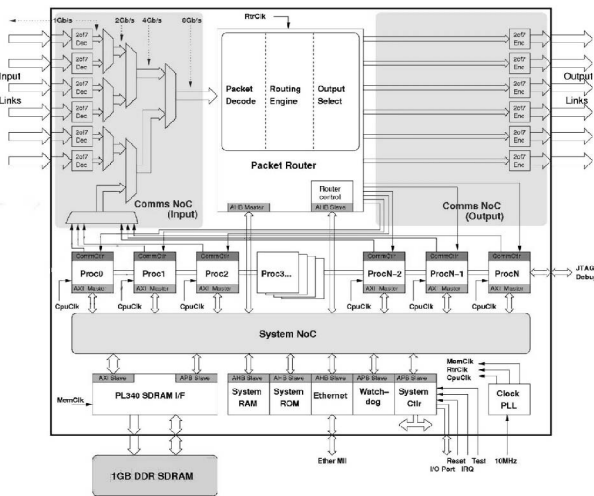 1Gb/s 2Gb/s 4Gb/s 8Gb/s
RtrClk
Input
Links
2of7
Dec
2of7
Dec
2of7
Dec
2of7
Dec
2of7
Dec
2of7
Dec
Packet
Decode
Routing
Engine
Output
Select
Packet Router
Router
control
AHB Master
AHB Slave
2of7
Enc
2of7
Enc
2of7
Enc
2of7
Enc
2of7
Enc
2of7
Enc
Output
Links
Comms NoC
(Input)
Comms NoC
(Output)
CommCtlr
Proc0
AXI Master
CommCtlr
Proc1
AXI Master
CommCtlr
Proc2
AXI Master
Proc3...
CommCtlr
ProcN-2
AXI Master
CommCtlr
ProcN-1
AXI Master
CommCtlr
ProcN
AXI Master
JTAG
Debug
CpuClk CpuClk CpuClk CpuClk CpuClk CpuClk
System NoC
AXI Slave APB Slave
PL340 SDRAM I/F
MemClk
AHB Slave
System
RAM
AHB Slave
System
ROM
AHB Slave
Ethernet
APB Slave
Watch-
dog
APB Slave
System
Ctlr
MemClk
RtrClk
CpuClk
Clock
PLL
1GB DDR SDRAM
Ether MII
Reset Test
I/O Port IRQ
10MHz